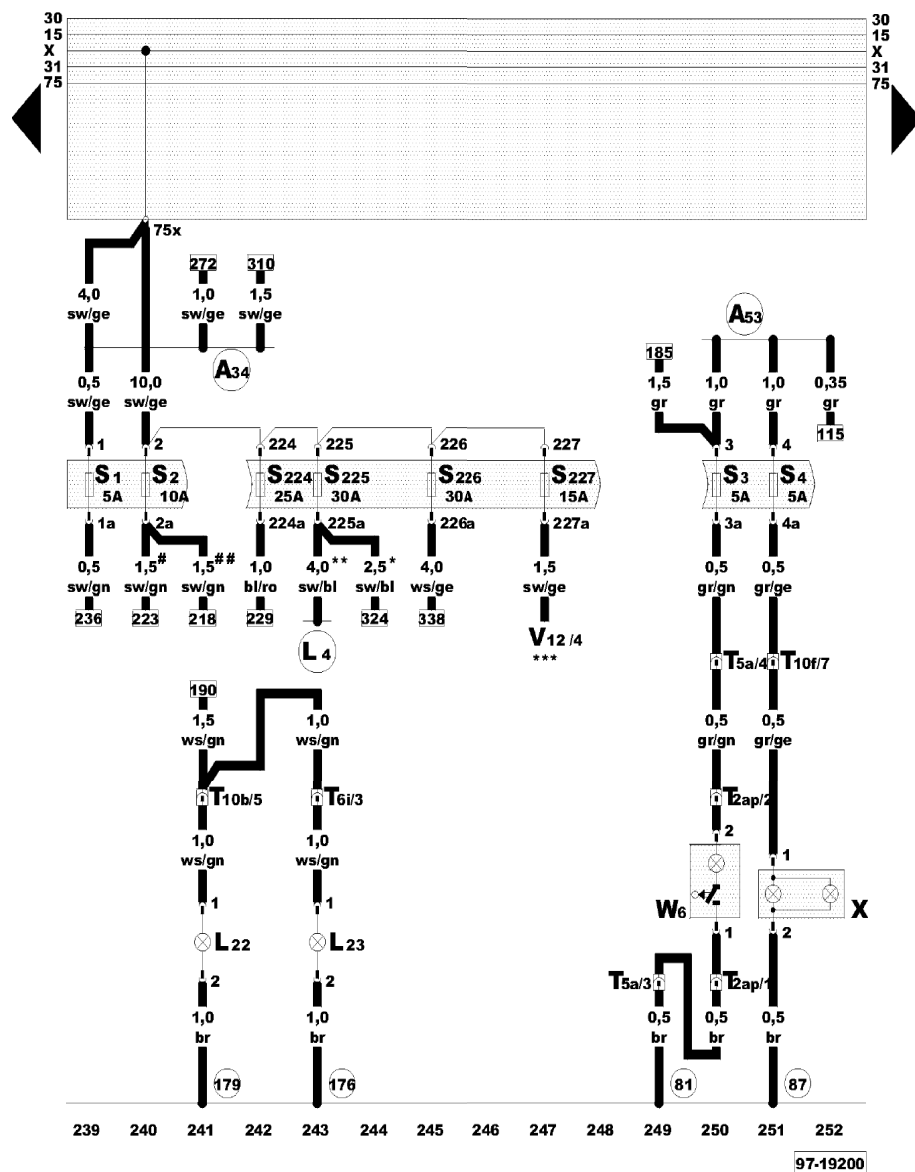 30 30
15 15
X X
31 31
75 75
75x
272 310
4,0 1,0 1,5
sw/ge sw/ge sw/ge
A53
A34
185
0,5 10,0 1,5 1,0 1,0 0,35
sw/ge sw/ge gr gr gr gr
115
1 2 224 225 226 227 3 4
S1 S2 S224 S225 S226 S227 S3 S4
5A 10A 25A 30A 30A 15A 5A 5A
1a 2a 224a 225a 226a 227a 3a 4a
0,5 1,5# 1,5## 1,0 4,0** 2,5* 4,0 1,5 0,5 0,5
sw/gn sw/gn sw/gn bl/ro sw/bl sw/bl ws/ge sw/ge gr/gn gr/ge
236 223 218 229 324 338
V12/4
***
L4
T5a/4 T10f/7
190
1,5 1,0 0,5 0,5
ws/gn ws/gn gr/gn gr/ge
T10b/5 T6i/3 T2ap/2
2
1,0 1,0
ws/gn ws/gn
1
1 1
W6 X
1 2
L22 L23
2 2
T5a/3 T2ap/1
1,0 1,0 0,5 0,5 0,5
br br br br br
179 176 81 87
239 240 241 242 243 244 245 246 247 248 249 250 251 252
97-19200